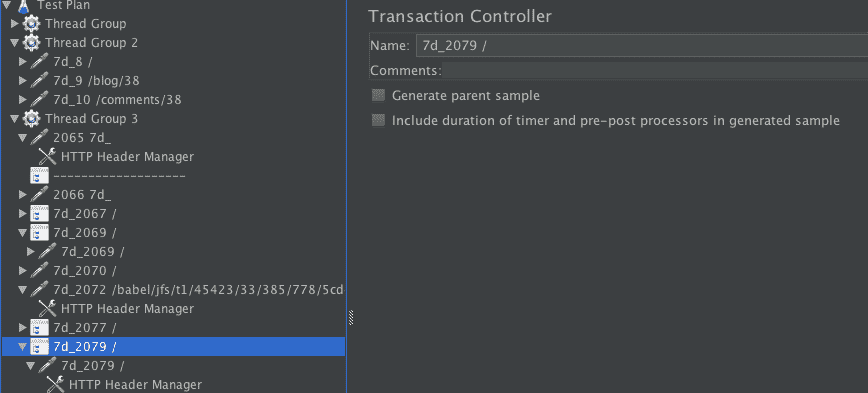 Test Plan
Thread Group
Thread Group 2
7d_8 /
7d_9 /blog/38
7d_10 /comments/38
Thread Group 3
2065 7d_
HTTP Header Manager
-------------------
2066 7d_
7d_2067 /
7d_2069 /
7d_2069 /
7d_2070 /
7d_2072 /babel/jfs/t1/45423/33/385/778/5cd
HTTP Header Manager
7d_2077 /
7d_2079 /
7d_2079 /
HTTP Header Manager
Transaction Controller
Name: 7d_2079 /
Comments:
Generate parent sample
Include duration of timer and pre-post processors in generated sample